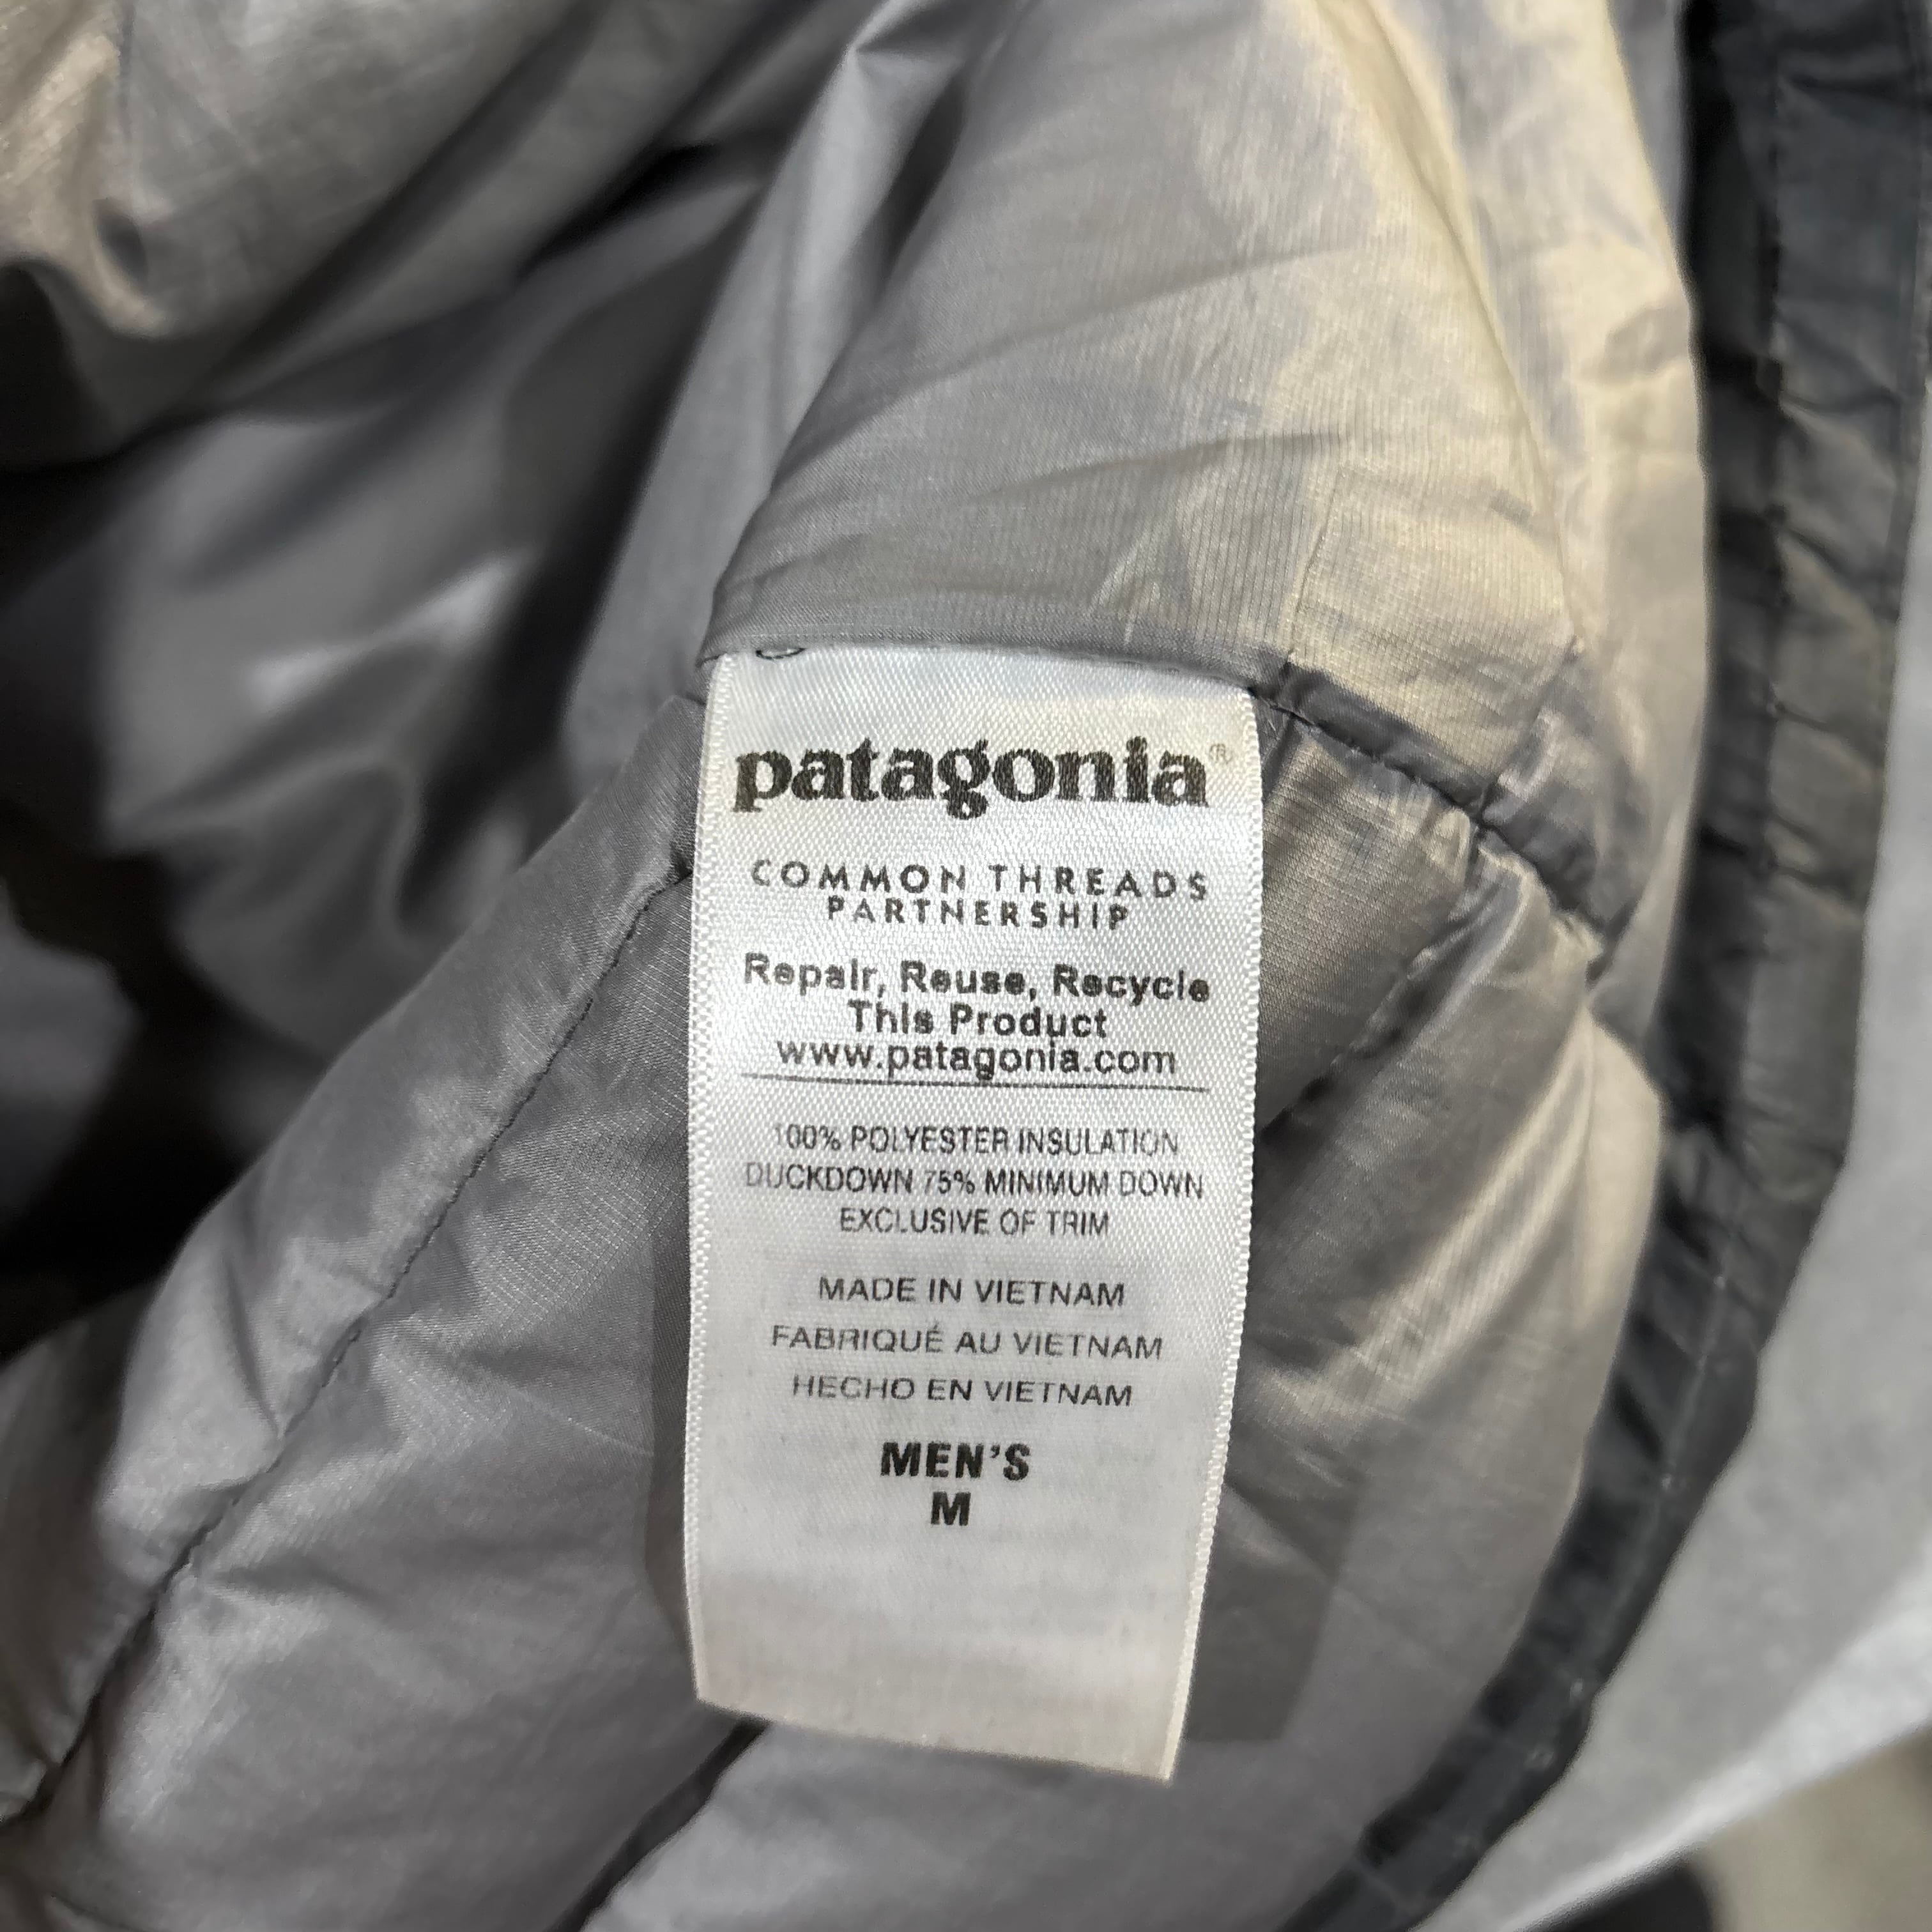 patagonia®
COMMON THREADS
PARTNERSHIP
Repair, Reuse, Recycle
This Product
www.patagonia.com
100% POLYESTER INSULATION
DUCKDOWN 75% MINIMUM DOWN
EXCLUSIVE OF TRIM
MADE IN VIETNAM
FABRIQUÉ AU VIETNAM
HECHO EN VIETNAM
MEN'S
M